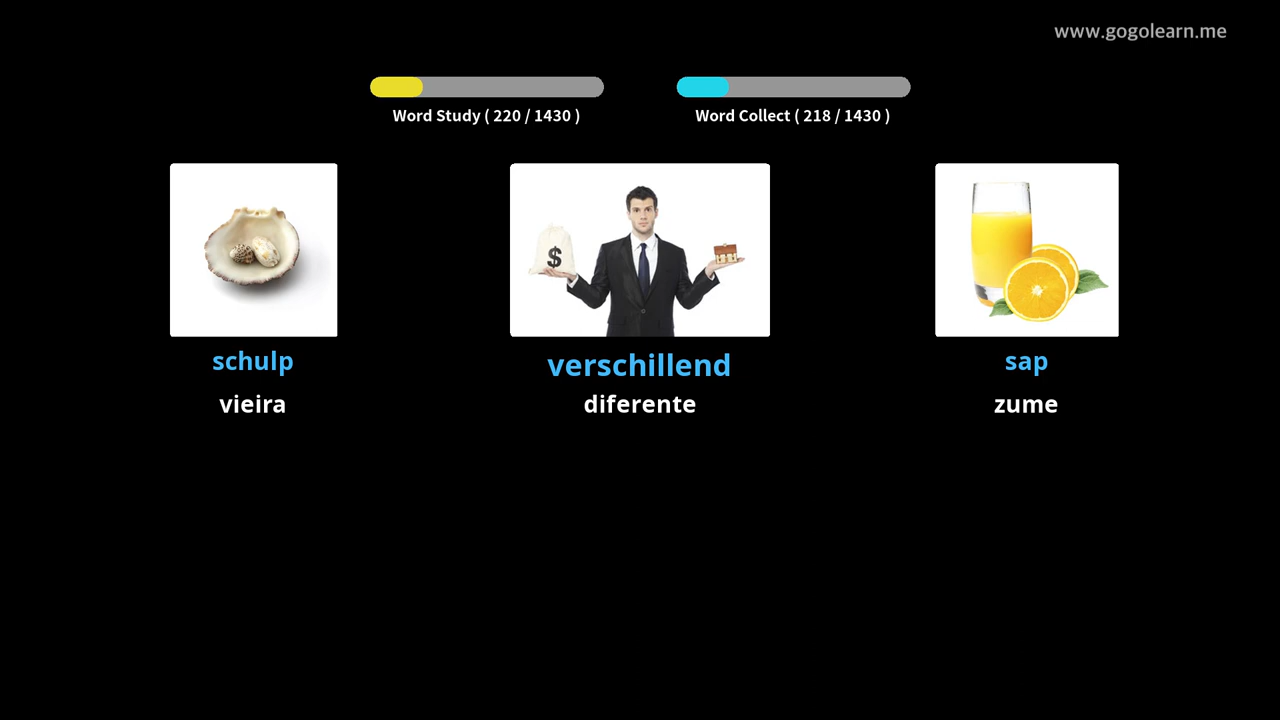 www.gogolearn.me
Word Study ( 220 / 1430 )
Word Collect ( 218 / 1430 )
$
schulp
verschillend
sap
vieira
diferente
zume